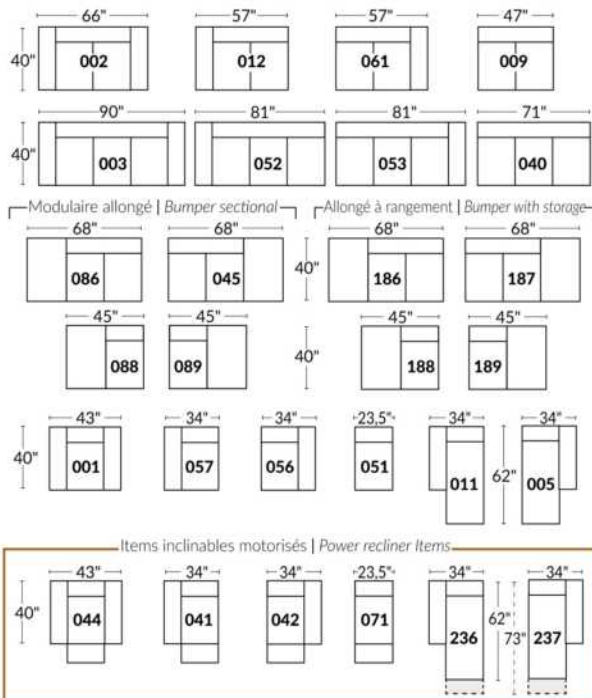 66" 57" 57" 47"
40" 002 012 061 009
90" 81" 81" 71"
40" 003 052 053 040
Modulaire allongé | Bumper sectional Allongé à rangement | Bumper with storage
68" 68" 68" 68"
086 045 40" 186 187
45" 45" 45" 45"
088 089 40" 188 189
43" 34" 34" 23,5" 34" 34"
40" 001 057 056 051 011 62" 005
Items inclinables motorisés | Power recliner Items
43" 34" 34" 23,5" 34" 34"
40" 044 041 042 071 236 62" 73" 237